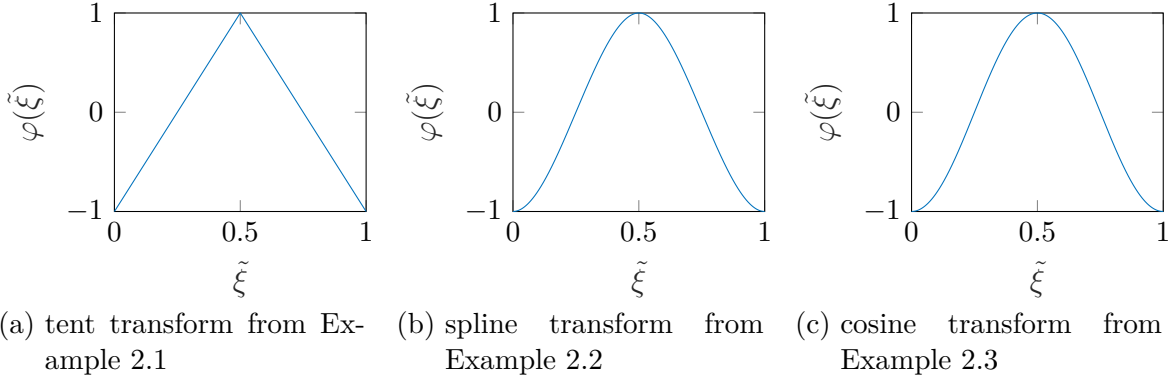 1
0
−1
0
0.5
1
φ(ξ̃)
ξ̃
1
0
−1
0
0.5
1
φ(ξ̃)
ξ̃
1
0
−1
0
0.5
1
φ(ξ̃)
ξ̃
(a) tent transform from Ex-
ample 2.1
(b) spline transform from
Example 2.2
(c) cosine transform from
Example 2.3